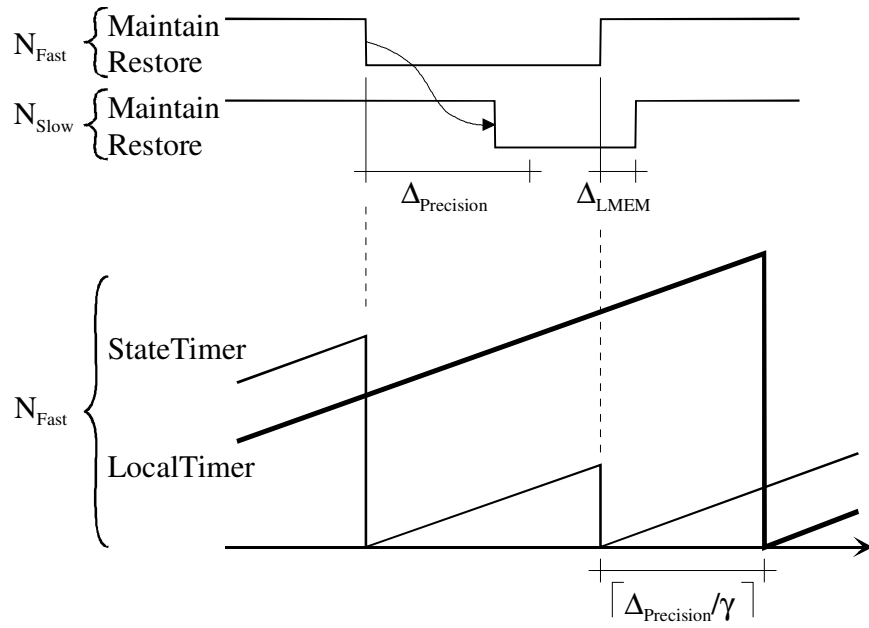 N_Fast { Maintain
Restore
N_Slow { Maintain
Restore
Δ_Precision
Δ_LMEM
StateTimer
N_Fast {
LocalTimer
⌈Δ_Precision/γ⌉